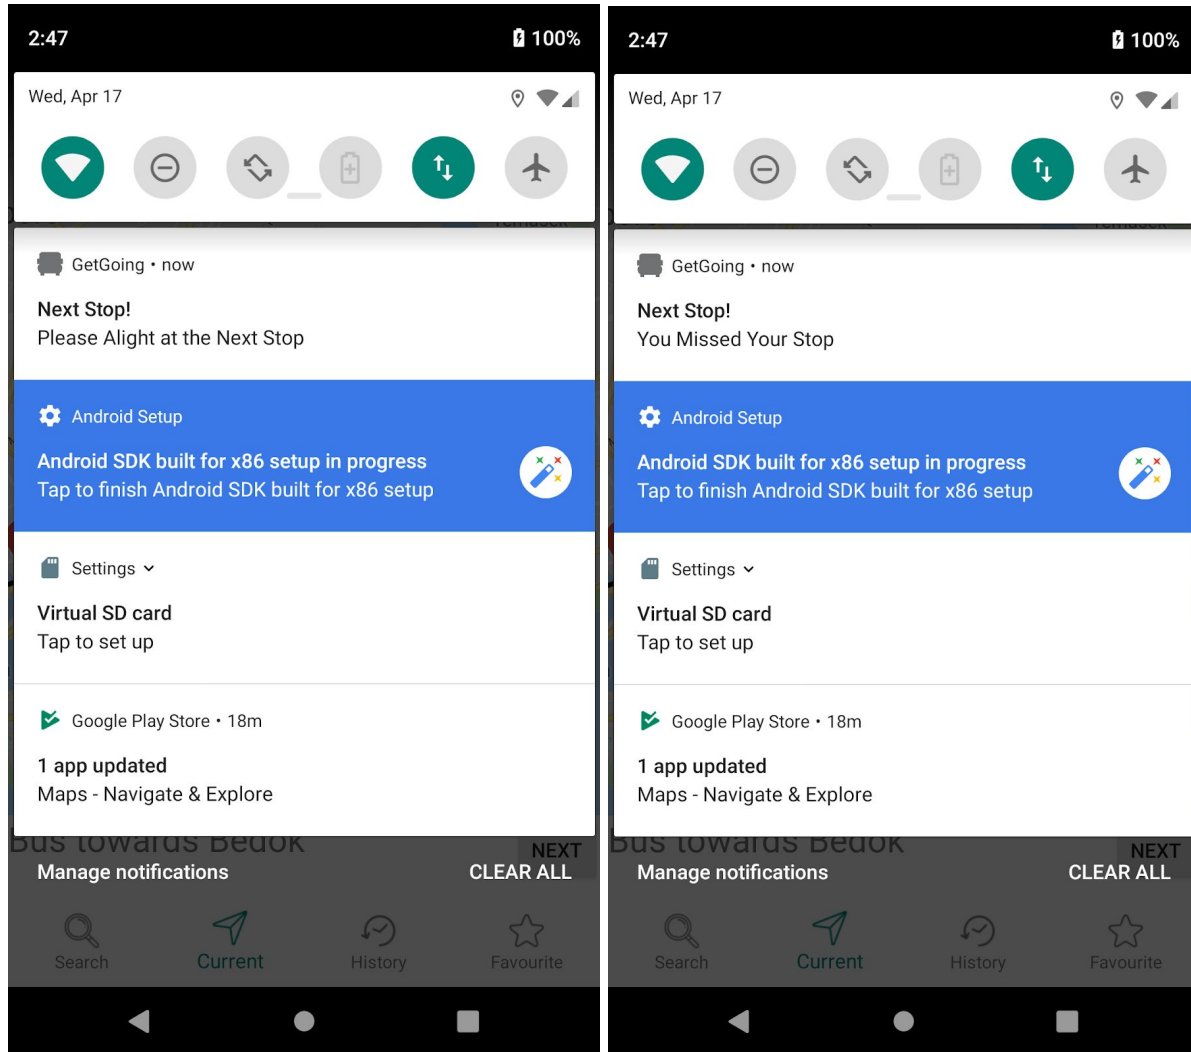 2:47
100%
Wed, Apr 17
GetGoing • now
Next Stop!
Please Alight at the Next Stop
Android Setup
Android SDK built for x86 setup in progress
Tap to finish Android SDK built for x86 setup
Settings
Virtual SD card
Tap to set up
Google Play Store • 18m
1 app updated
Maps - Navigate & Explore
Bus towards Bedok
NEXT
Manage notifications
CLEAR ALL
Search
Current
History
Favourite
2:47
100%
Wed, Apr 17
GetGoing • now
Next Stop!
You Missed Your Stop
Android Setup
Android SDK built for x86 setup in progress
Tap to finish Android SDK built for x86 setup
Settings
Virtual SD card
Tap to set up
Google Play Store • 18m
1 app updated
Maps - Navigate & Explore
Bus towards Bedok
NEXT
Manage notifications
CLEAR ALL
Search
Current
History
Favourite